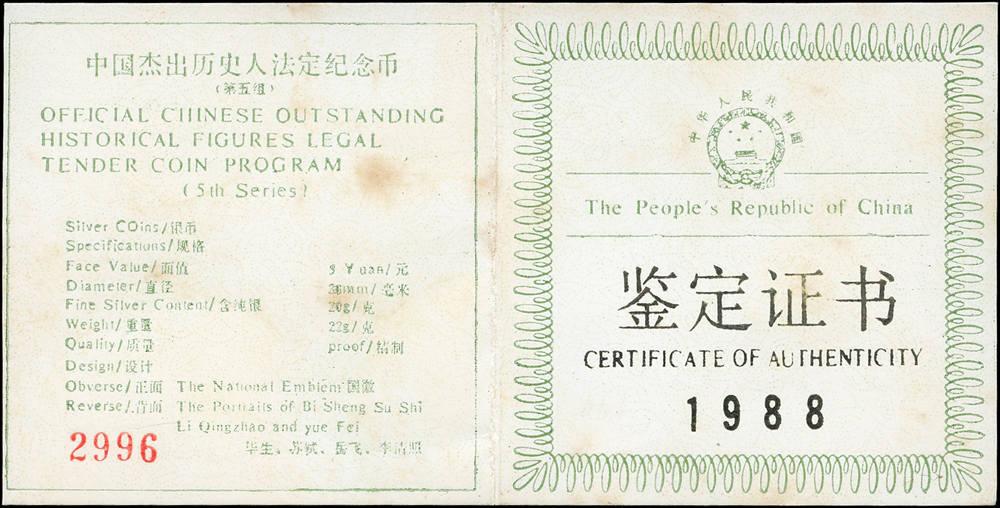 中国杰出历史人法定纪念币
(第五组)
OFFICIAL CHINESE OUTSTANDING
HISTORICAL FIGURES LEGAL
TENDER COIN PROGRAM
(5th Series)
Silver COins/银币
Specifications/规格
Face Value/面值 Yuan/元
Diameter/直径 mm/毫米
Fine Silver Content/含纯银 20g/克
Weight/重量 22g/克
Quality/质量 proof/精制
Design/设计
Obverse/正面 The National Emblem 国徽
Reverse/背面 The Portraits of Bi Sheng Su Shi
Li Qingzhao and yue Fei
毕生、苏轼、岳飞、李清照
2996
中华人民共和国
The People's Republic of China
鉴定证书
CERTIFICATE OF AUTHENTICITY
1988